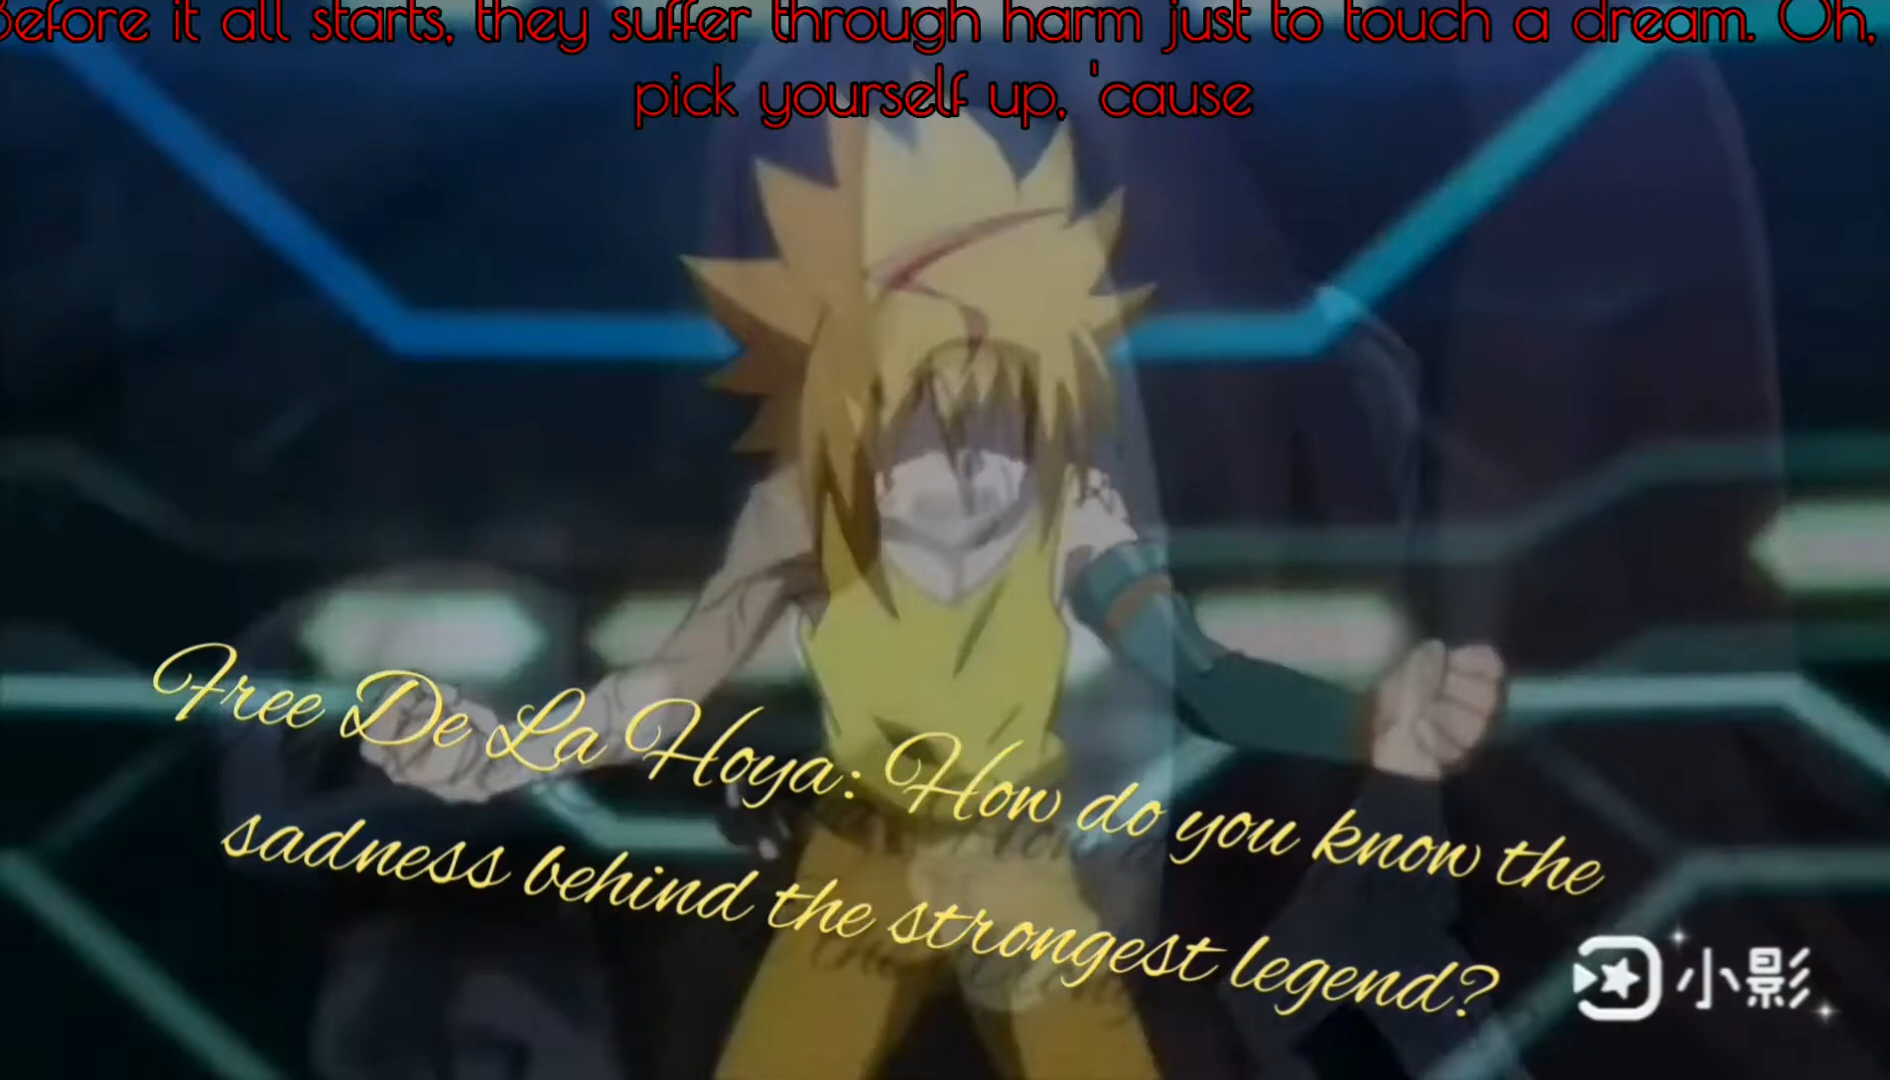 Before it all starts, they suffer through harm just to touch a dream. Oh,
pick yourself up, 'cause
Free De La Hoya: How do you know the
sadness behind the strongest legend?
小影